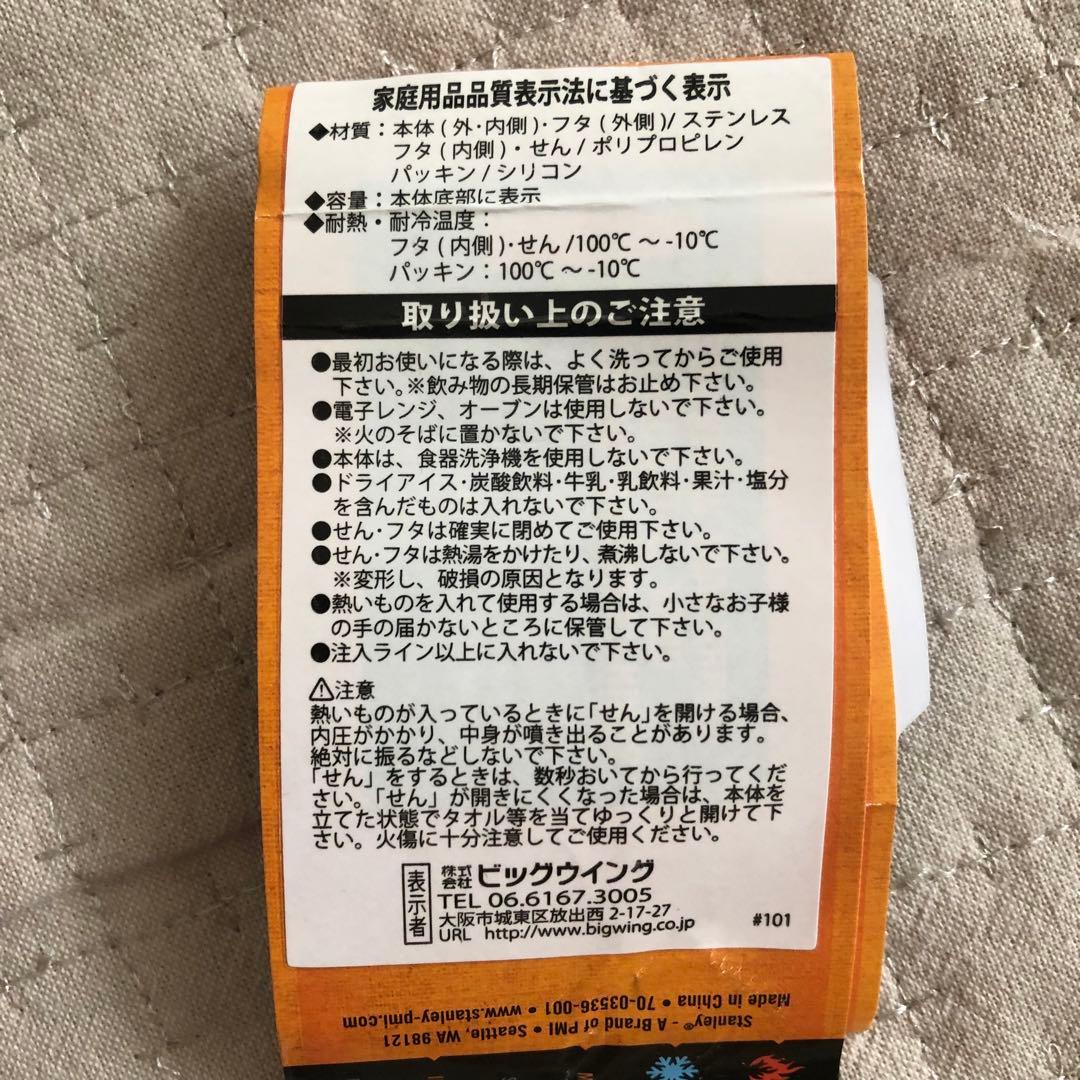 家庭用品品質表示法に基づく表示
◆材質：本体(外・内側)・フタ(外側)/ステンレス
フタ(内側)・せん/ポリプロピレン
パッキン/シリコン
◆容量：本体底部に表示
◆耐熱・耐冷温度：
フタ(内側)・せん/100℃～-10℃
パッキン：100℃～-10℃
取り扱い上のご注意
●最初お使いになる際は、よく洗ってからご使用
下さい。※飲み物の長期保管はお止め下さい。
●電子レンジ、オーブンは使用しないで下さい。
※火のそばに置かないで下さい。
●本体は、食器洗浄機を使用しないで下さい。
●ドライアイス・炭酸飲料・牛乳・乳飲料・果汁・塩分
を含んだものは入れないで下さい。
●せん・フタは確実に閉めてご使用下さい。
●せん・フタは熱湯をかけたり、煮沸しないで下さい。
※変形し、破損の原因となります。
●熱いものを入れて使用する場合は、小さなお子様
の手の届かないところに保管して下さい。
●注入ライン以上に入れないで下さい。
⚠注意
熱いものが入っているときに「せん」を開ける場合、
内圧がかかり、中身が噴き出ることがあります。
絶対に振るなどしないで下さい。
「せん」をするときは、数秒おいてから行ってくだ
さい。「せん」が開きにくくなった場合は、本体を
立てた状態でタオル等を当てゆっくりと開けて下
さい。火傷に十分注意してご使用ください。
表示者
株式会社ビッグウイング
TEL 06.6167.3005
大阪市城東区放出西 2-17-27
URL http://www.bigwing.co.jp
#101
Made in China • 70-03536-001 • www.stanley-pmi.com
Stanley® - A Brand of PMI • Seattle, WA 98121